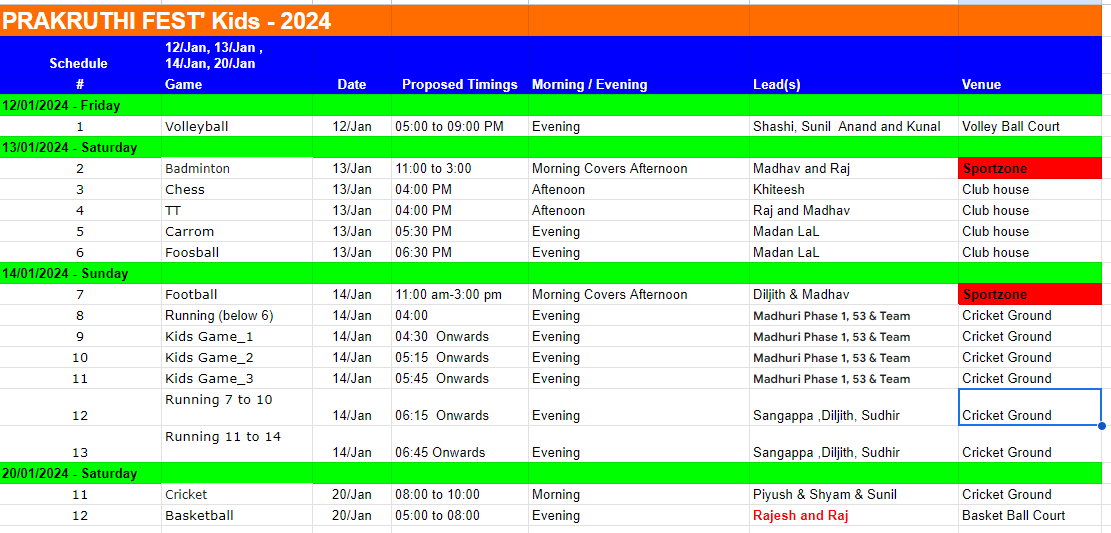 PRAKRUTHI FEST' Kids - 2024
12/Jan, 13/Jan ,
Schedule 14/Jan, 20/Jan
# Game Date Proposed Timings Morning / Evening Lead(s) Venue
12/01/2024 - Friday
1 Volleyball 12/Jan 05:00 to 09:00 PM Evening Shashi, Sunil Anand and Kunal Volley Ball Court
13/01/2024 - Saturday
2 Badminton 13/Jan 11:00 to 3:00 Morning Covers Afternoon Madhav and Raj Sportzone
3 Chess 13/Jan 04:00 PM Aftenoon Khiteesh Club house
4 TT 13/Jan 04:00 PM Aftenoon Raj and Madhav Club house
5 Carrom 13/Jan 05:30 PM Evening Madan LaL Club house
6 Foosball 13/Jan 06:30 PM Evening Madan LaL Club house
14/01/2024 - Sunday
7 Football 14/Jan 11:00 am-3:00 pm Morning Covers Afternoon Diljith & Madhav Sportzone
8 Running (below 6) 14/Jan 04:00 Evening Madhuri Phase 1, 53 & Team Cricket Ground
9 Kids Game_1 14/Jan 04:30 Onwards Evening Madhuri Phase 1, 53 & Team Cricket Ground
10 Kids Game_2 14/Jan 05:15 Onwards Evening Madhuri Phase 1, 53 & Team Cricket Ground
11 Kids Game_3 14/Jan 05:45 Onwards Evening Madhuri Phase 1, 53 & Team Cricket Ground
Running 7 to 10
12 14/Jan 06:15 Onwards Evening Sangappa ,Diljith, Sudhir Cricket Ground
Running 11 to 14
13 14/Jan 06:45 Onwards Evening Sangappa ,Diljith, Sudhir Cricket Ground
20/01/2024 - Saturday
11 Cricket 20/Jan 08:00 to 10:00 Morning Piyush & Shyam & Sunil Cricket Ground
12 Basketball 20/Jan 05:00 to 08:00 Evening Rajesh and Raj Basket Ball Court